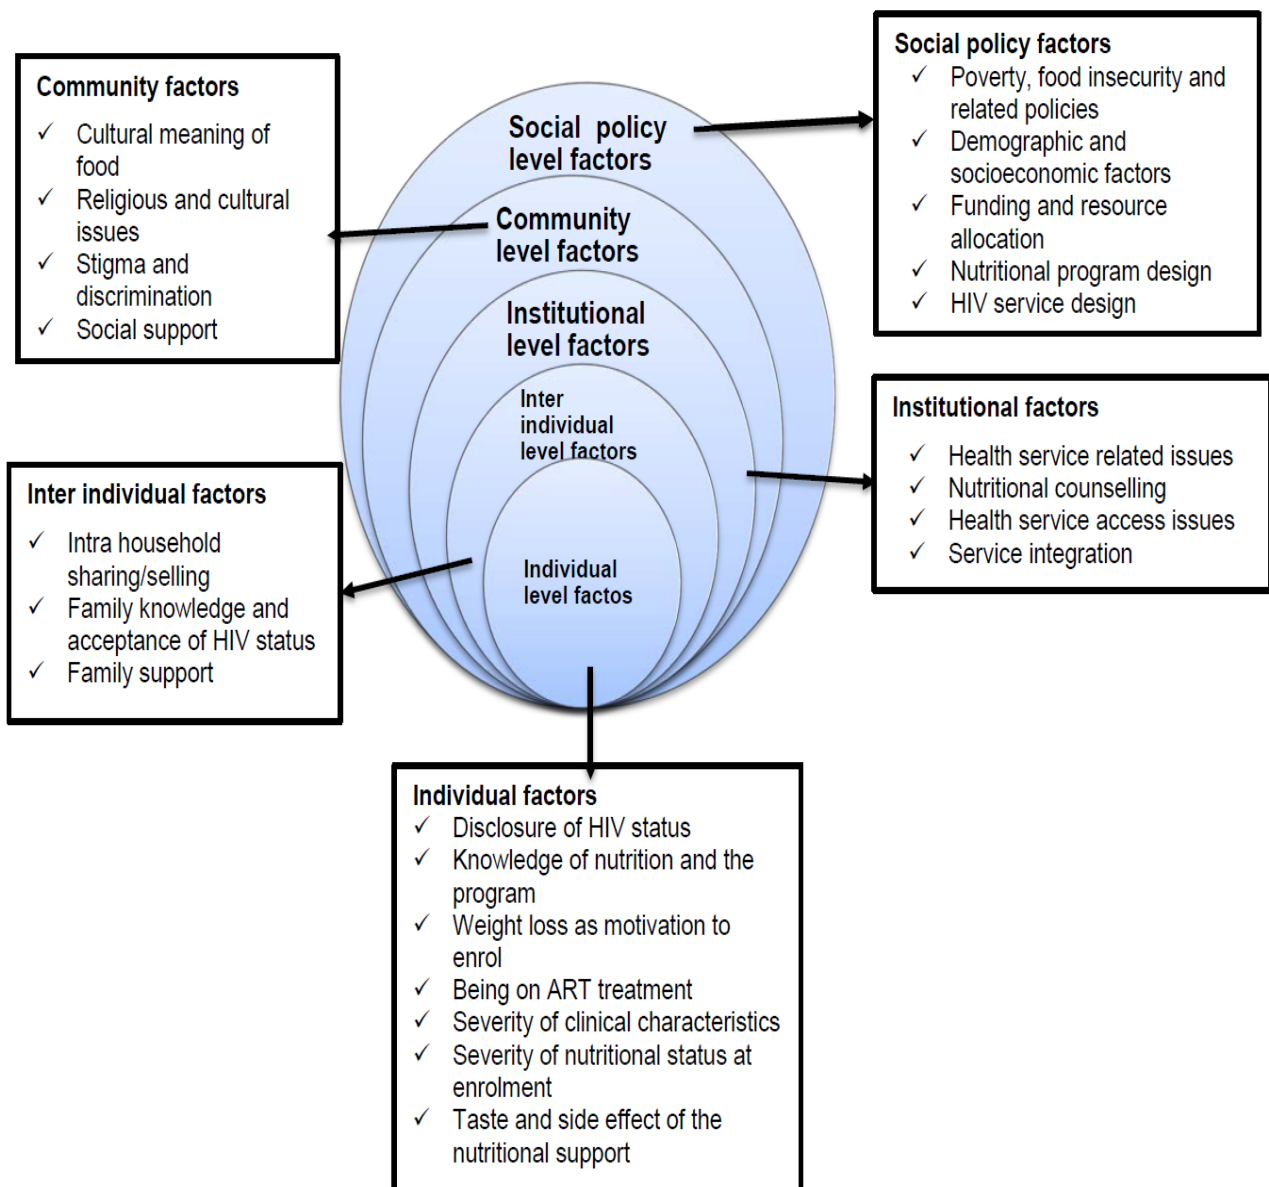 Community factors
✓ Cultural meaning of
food
✓ Religious and cultural
issues
✓ Stigma and
discrimination
✓ Social support
Social policy factors
✓ Poverty, food insecurity and
related policies
✓ Demographic and
socioeconomic factors
✓ Funding and resource
allocation
✓ Nutritional program design
✓ HIV service design
Social policy
level factors
Community
level factors
Institutional
level factors
Inter
individual
level factors
Individual
level factos
Inter individual factors
✓ Intra household
sharing/selling
✓ Family knowledge and
acceptance of HIV status
✓ Family support
Institutional factors
✓ Health service related issues
✓ Nutritional counselling
✓ Health service access issues
✓ Service integration
Individual factors
✓ Disclosure of HIV status
✓ Knowledge of nutrition and the
program
✓ Weight loss as motivation to
enrol
✓ Being on ART treatment
✓ Severity of clinical characteristics
✓ Severity of nutritional status at
enrolment
✓ Taste and side effect of the
nutritional support